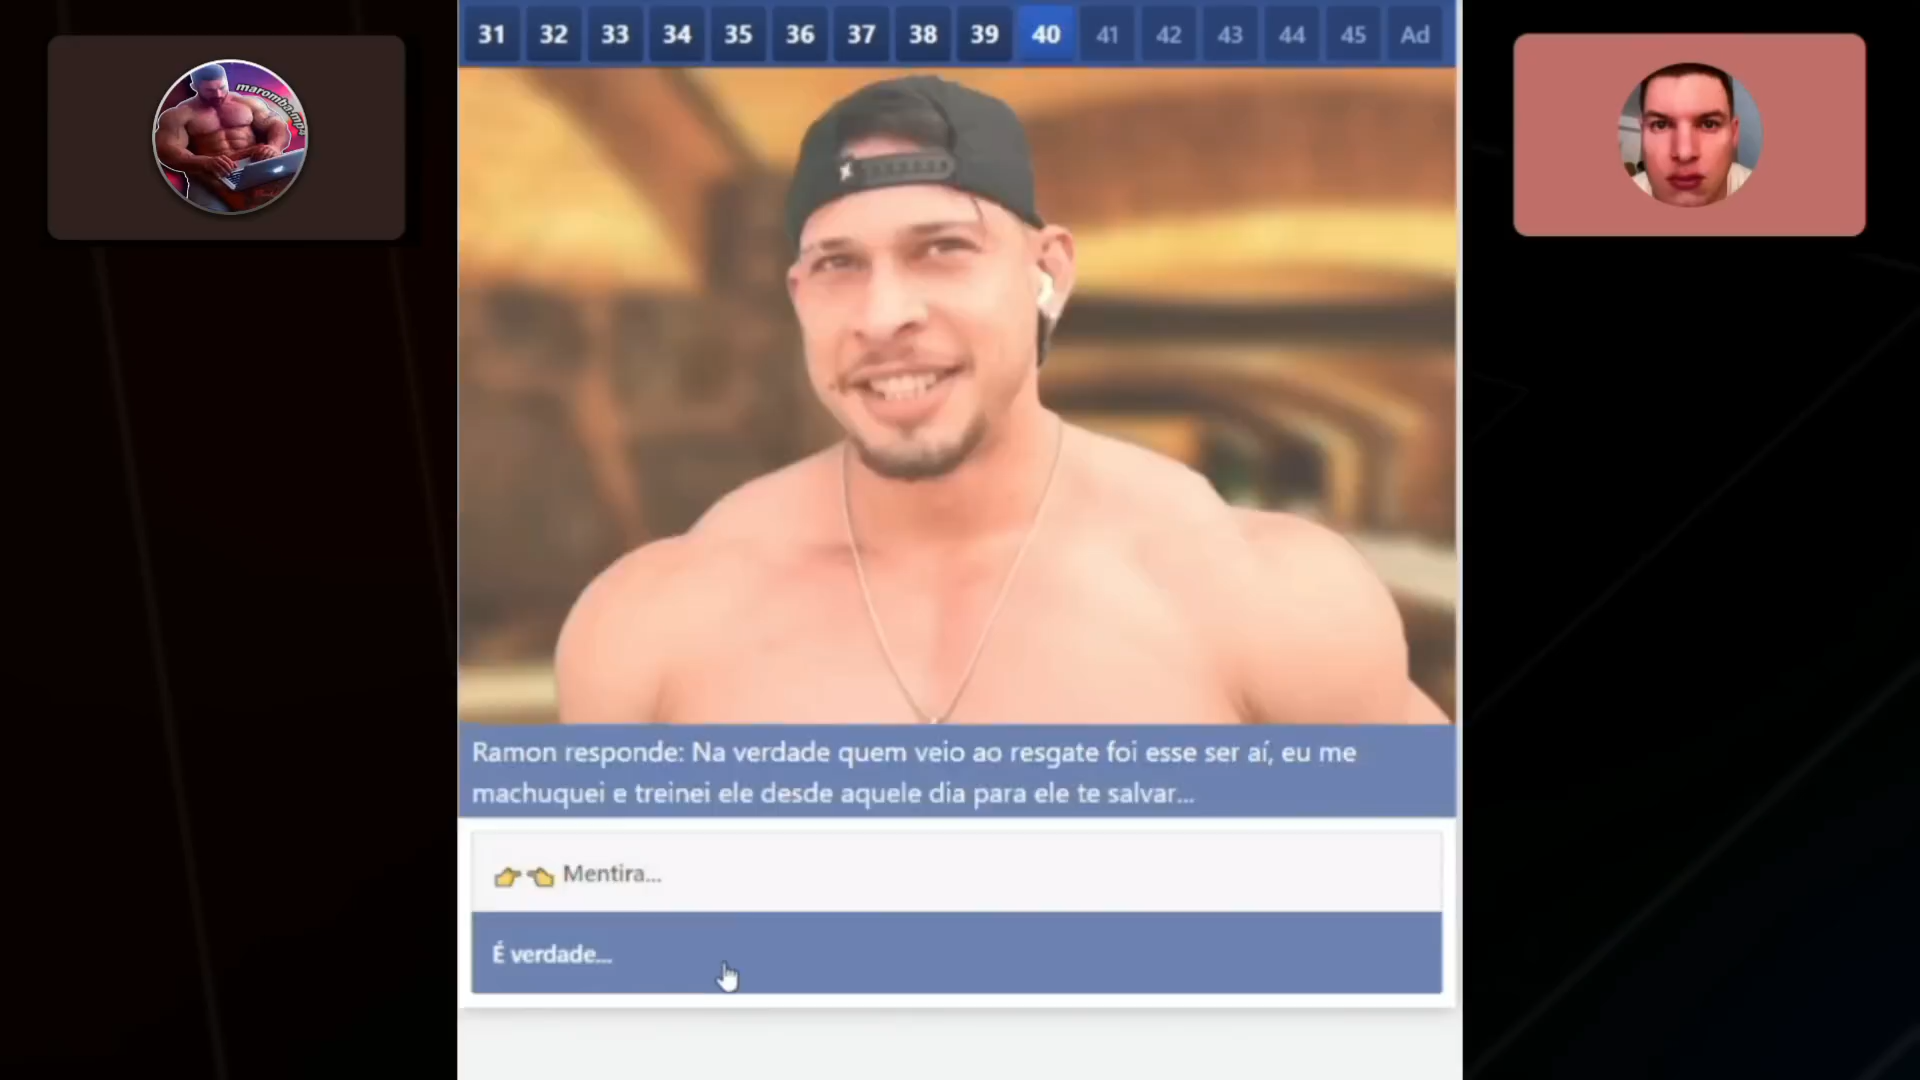 31 32 33 34 35 36 37 38 39 40 41 42 43 44 45 Ad
maromba.mp4
Ramon responde: Na verdade quem veio ao resgate foi esse ser aí, eu me
machuquei e treinei ele desde aquele dia para ele te salvar...
👉👈 Mentira...
É verdade...